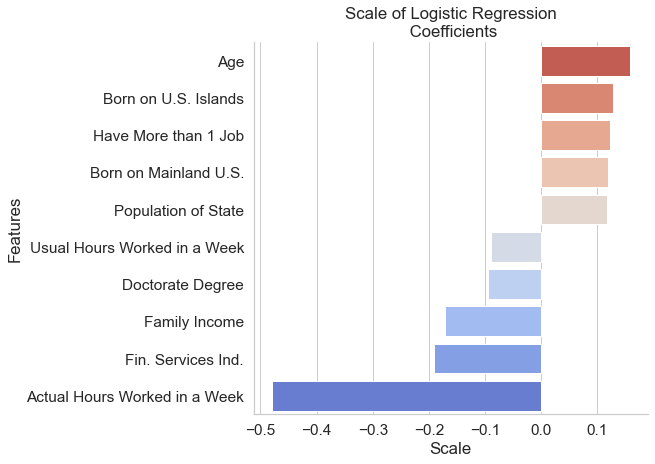 Scale of Logistic Regression
Coefficients
Features
Age
Born on U.S. Islands
Have More than 1 Job
Born on Mainland U.S.
Population of State
Usual Hours Worked in a Week
Doctorate Degree
Family Income
Fin. Services Ind.
Actual Hours Worked in a Week
−0.5 −0.4 −0.3 −0.2 −0.1 0.0 0.1
Scale